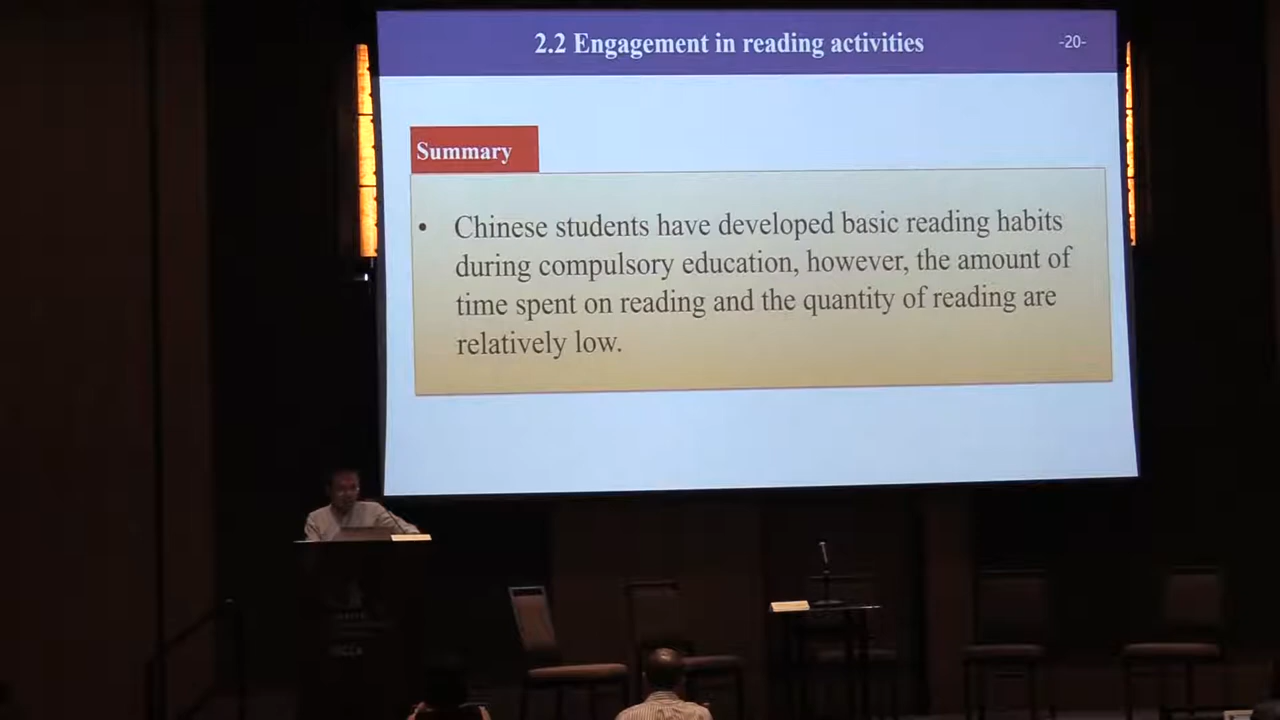 2.2 Engagement in reading activities
-20-
Summary
• Chinese students have developed basic reading habits
during compulsory education, however, the amount of
time spent on reading and the quantity of reading are
relatively low.